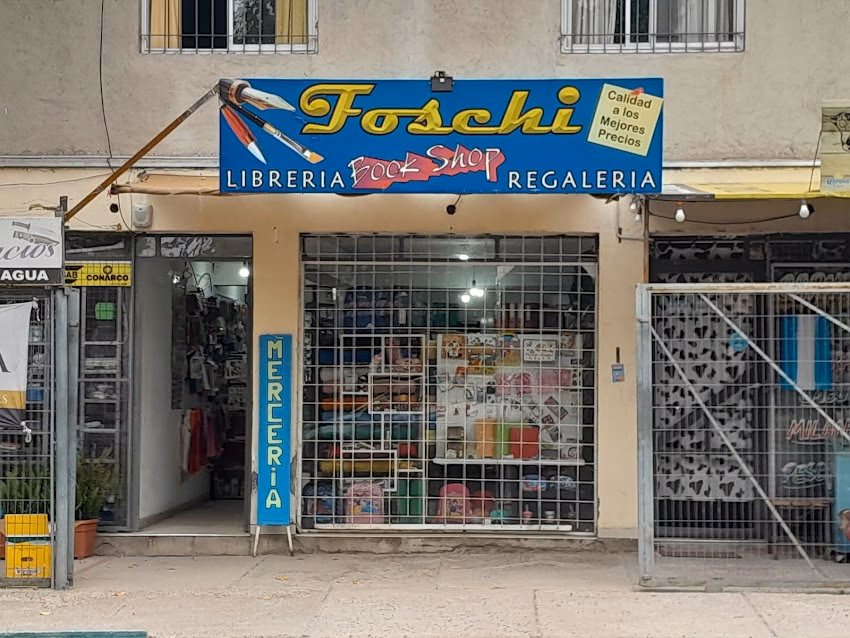 Foschi
Calidad
a los
Mejores
Precios
LIBRERIA
Book Shop
REGALERIA
AGUA
CONARCO
MERCERIA